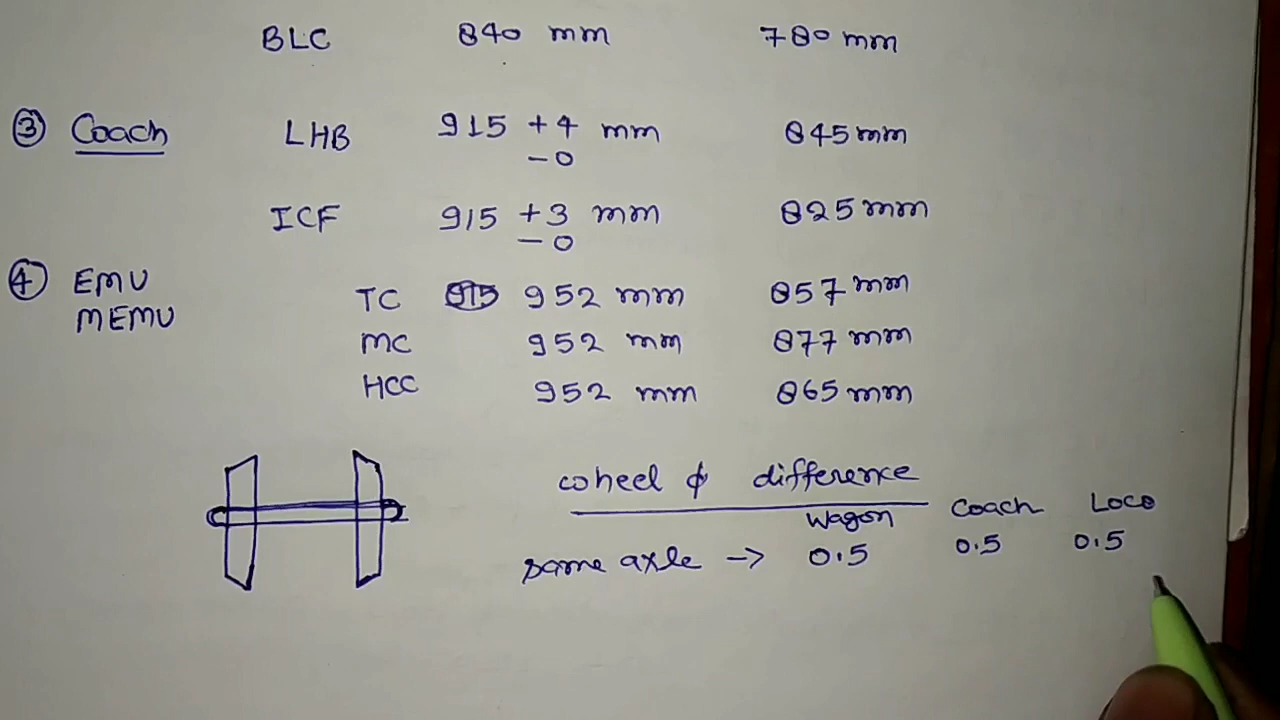 BLC 840 mm 780 mm
③ Coach LHB 915 +4 mm 845 mm
-0
ICF 915 +3 mm 825 mm
-0
④ EMU
MEMU
TC 952 mm 857 mm
MC 952 mm 877 mm
HCC 952 mm 865 mm
wheel ϕ difference
Wagon Coach Loco
same axle → 0.5 0.5 0.5